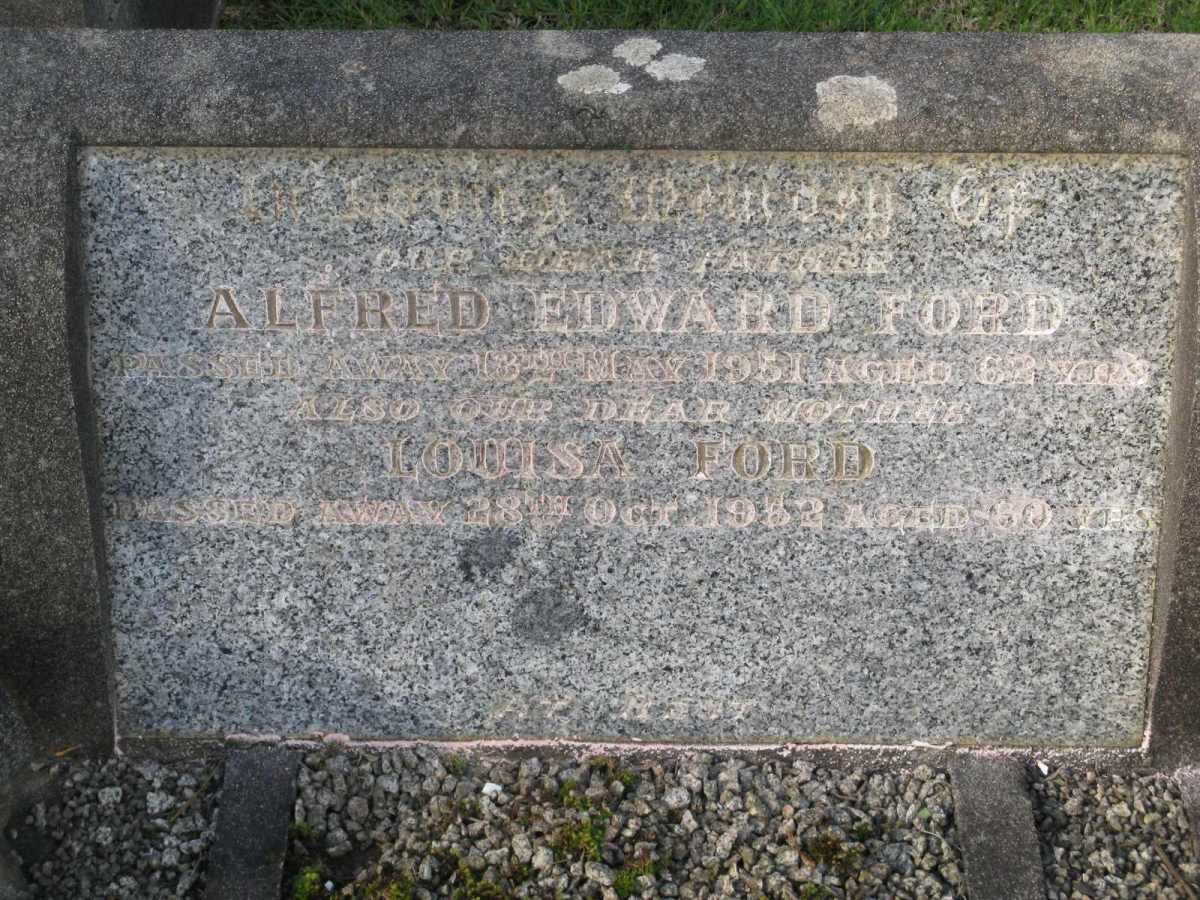 In Loving Memory Of
OUR DEAR FATHER
ALFRED EDWARD FORD
PASSED AWAY 18TH MAY 1951 AGED 62 YRS
ALSO OUR DEAR MOTHER
LOUISA FORD
PASSED AWAY 28TH OCT. 1952 AGED 60 YRS
AT REST